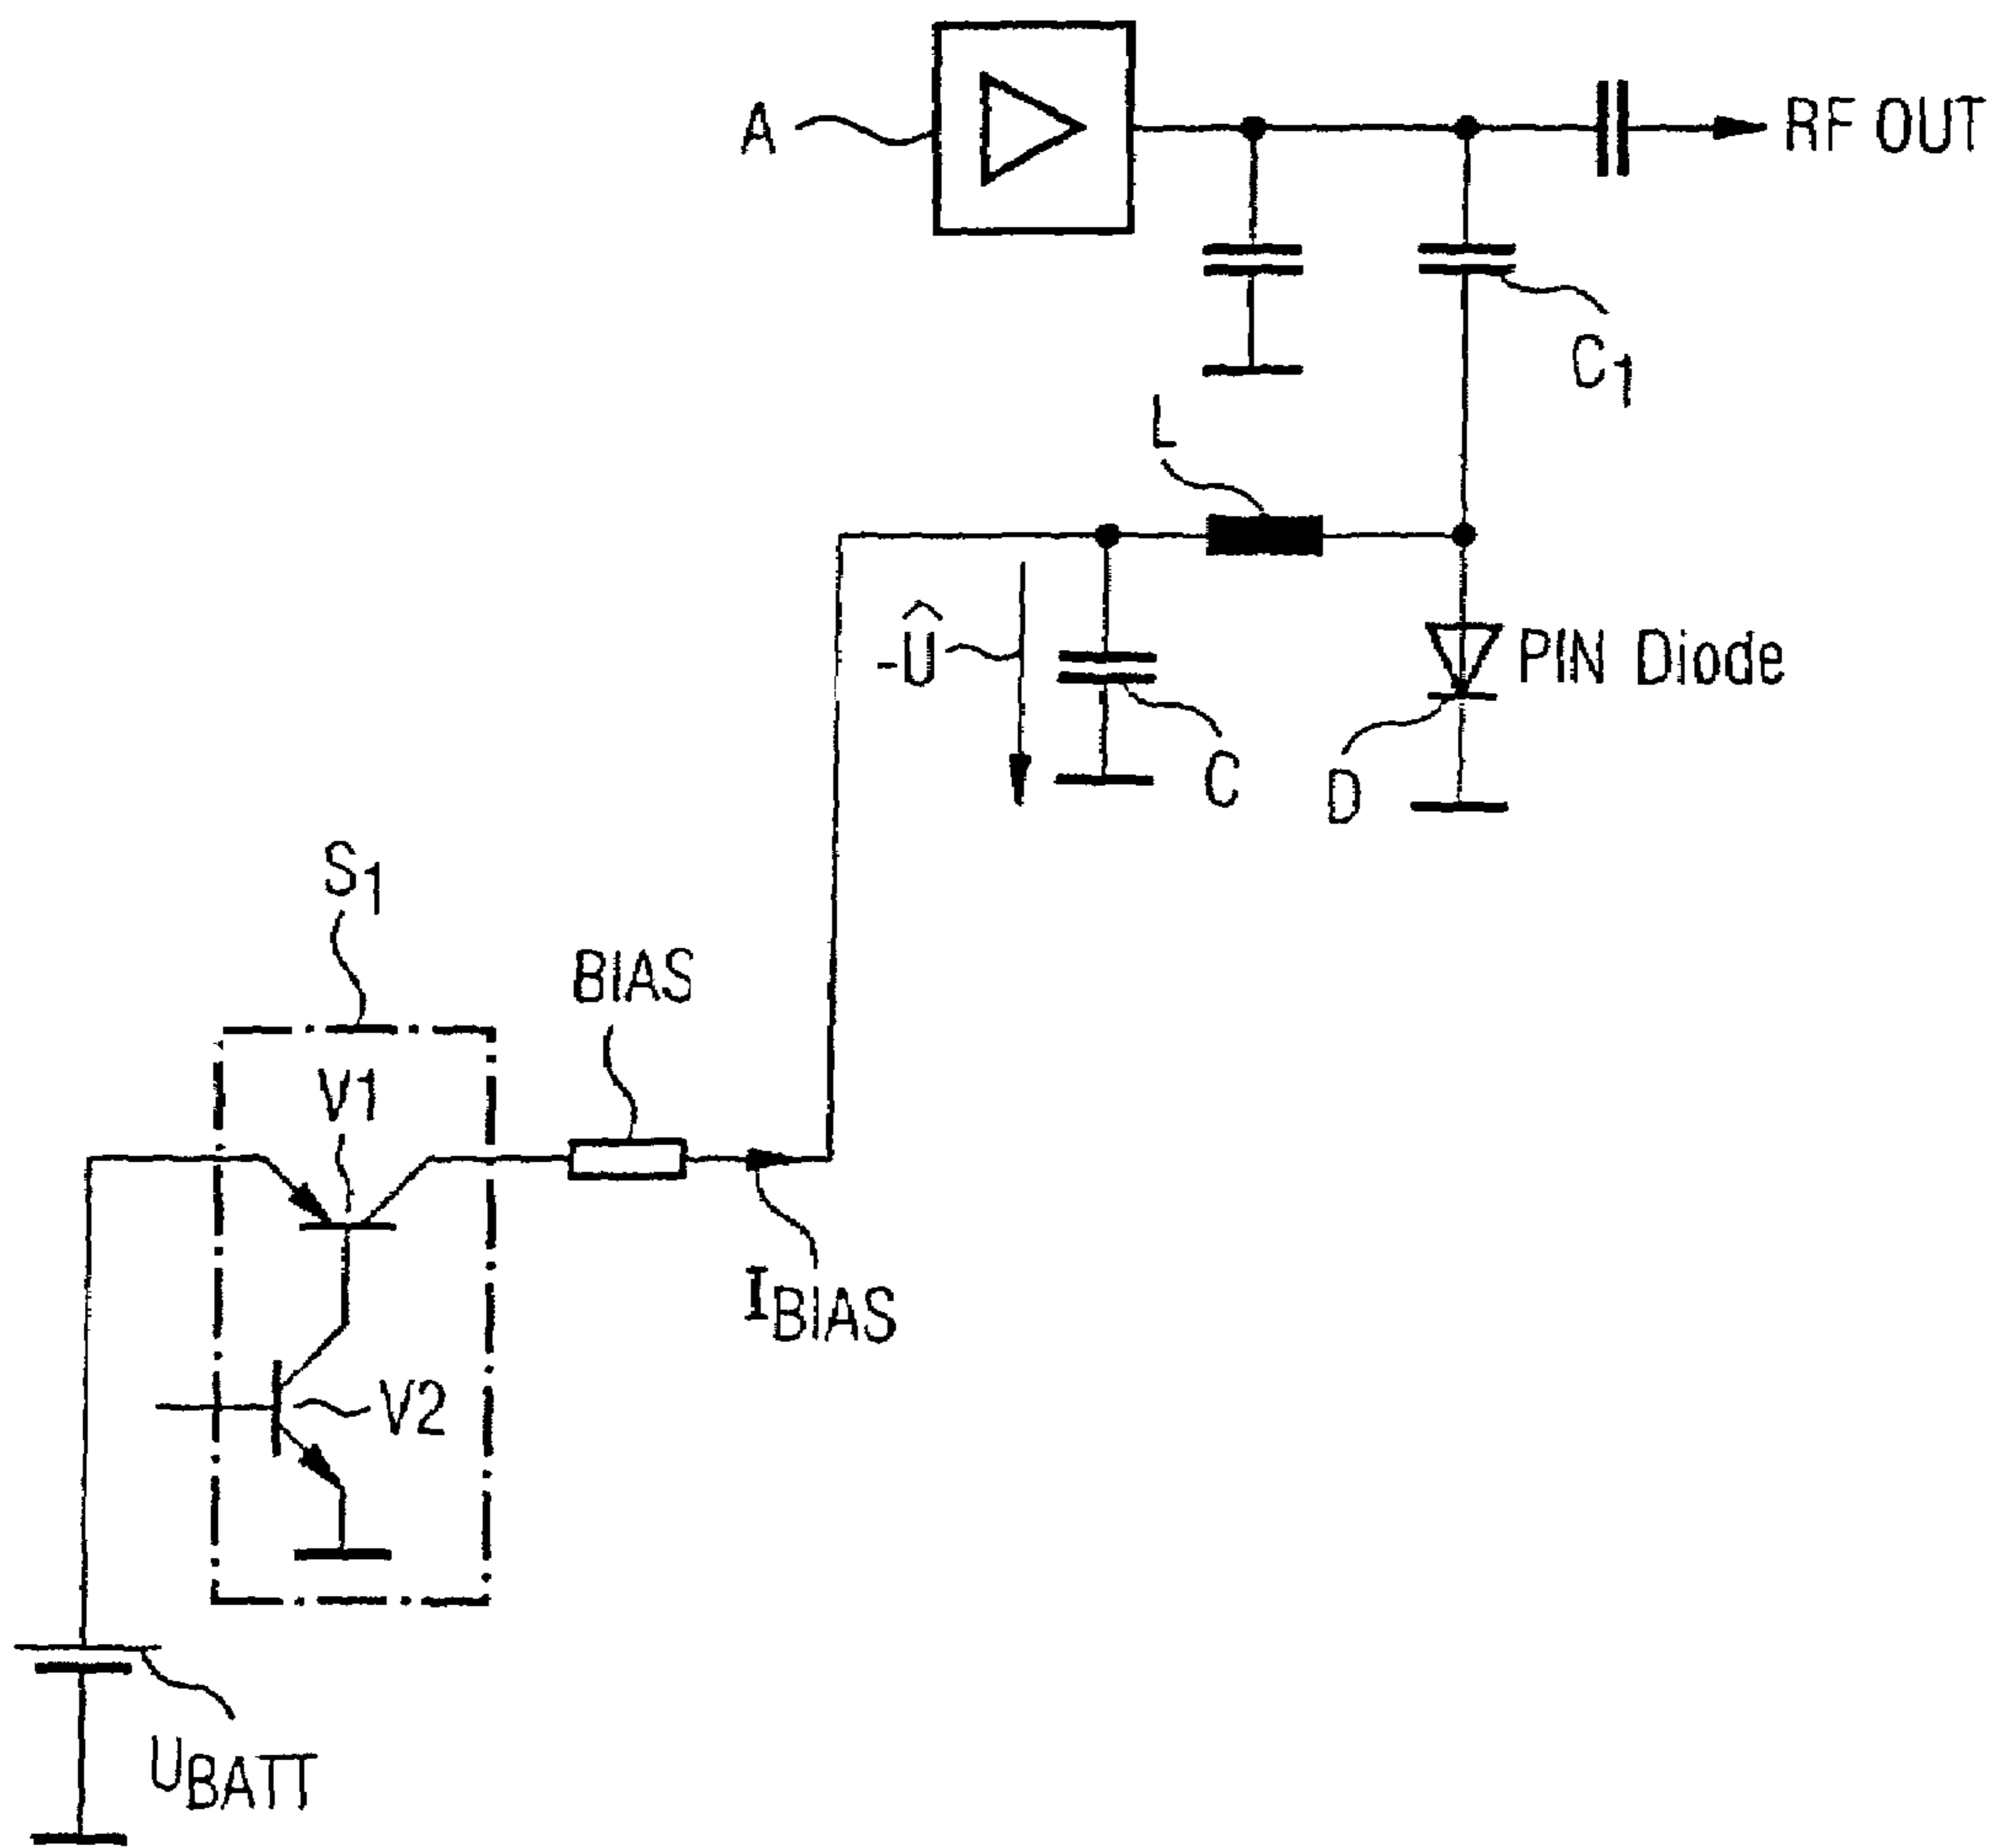 A
RF OUT
C1
L
-Û
PIN Diode
C
D
S1
BIAS
V1
IBIAS
V2
UBATT